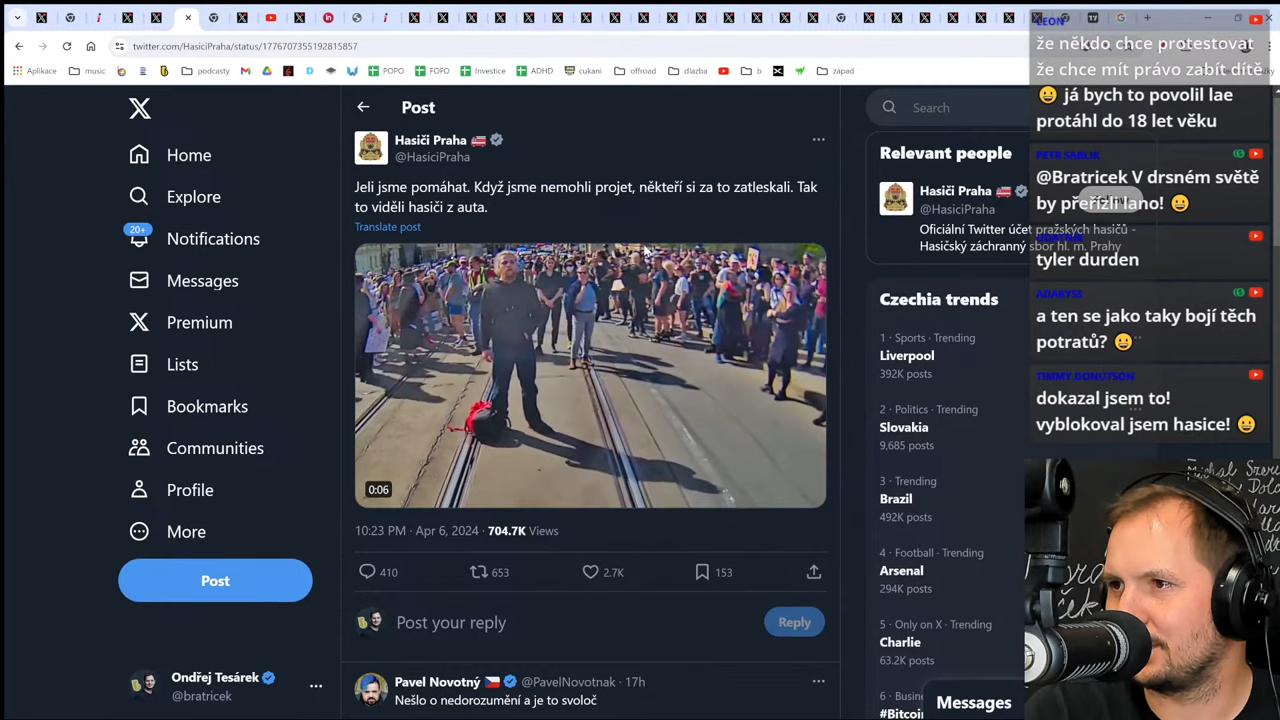 twitter.com/HasiciPraha/status/1776707355192815857
Aplikace
music
podcasty
POPO
FOFO
Investice
ADHD
cukani
offroad
dlazba
b
západ
Post
Hasiči Praha
@HasiciPraha
Jeli jsme pomáhat. Když jsme nemohli projet, někteří si za to zatleskali. Tak
to viděli hasiči z auta.
Translate post
0:06
10:23 PM · Apr 6, 2024 · 704.7K Views
410
653
2.7K
153
Post your reply
Reply
Pavel Novotný
@PavelNovotnak · 17h
Nešlo o nedorozumění a je to svoloč
Home
Explore
20+
Notifications
Messages
Premium
Lists
Bookmarks
Communities
Profile
More
Post
Ondřej Tesárek
@bratricek
Search
Relevant people
Hasiči Praha
@HasiciPraha
Oficiální Twitter účet pražských hasičů -
Hasičský záchranný sbor hl. m. Prahy
Czechia trends
1 · Sports · Trending
Liverpool
392K posts
2 · Politics · Trending
Slovakia
9,685 posts
3 · Trending
Brazil
492K posts
4 · Football · Trending
Arsenal
294K posts
5 · Only on X · Trending
Charlie
63.2K posts
6 · Busine
#Bitcoi
Messages
LEON
že někdo chce protestovat
že chce mít právo zabít dítě
já bych to povolil lae
protáhl do 18 let věku
PETR SABLIK
@Bratricek V drsném světě
by přeřízli lano!
tyler durden
ADABYSS
a ten se jako taky bojí těch
potratů?
TIMMY DONUTSON
dokazal jsem to!
vyblokoval jsem hasice!